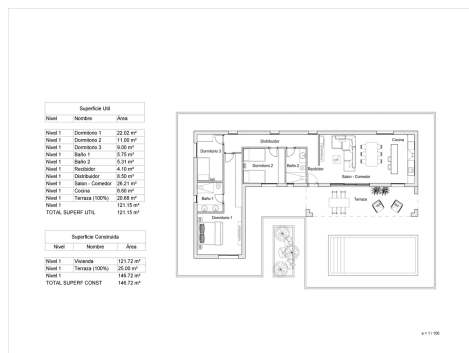 Superficie Util
Nivel Nombre Área
Nivel 1 Dormitorio 1 22.02 m²
Nivel 1 Dormitorio 2 11.00 m²
Nivel 1 Dormitorio 3 9.00 m²
Nivel 1 Baño 1 5.75 m²
Nivel 1 Baño 2 5.31 m²
Nivel 1 Recibidor 4.10 m²
Nivel 1 Distribuidor 8.50 m²
Nivel 1 Salon - Comedor 26.21 m²
Nivel 1 Cocina 8.60 m²
Nivel 1 Terraza (100%) 20.68 m²
Nivel 1 121.15 m²
TOTAL SUPERF UTIL 121.15 m²
Superficie Construida
Nivel Nombre Área
Nivel 1 Vivienda 121.72 m²
Nivel 1 Terraza (100%) 25.00 m²
Nivel 1 146.72 m²
TOTAL SUPERF CONST 146.72 m²
Distribuidor
Cocina
Dormitorio 3
Dormitorio 2
Baño 2
Recibidor
Salon - Comedor
Baño 1
Terraza
Dormitorio 1
e = 1 / 100